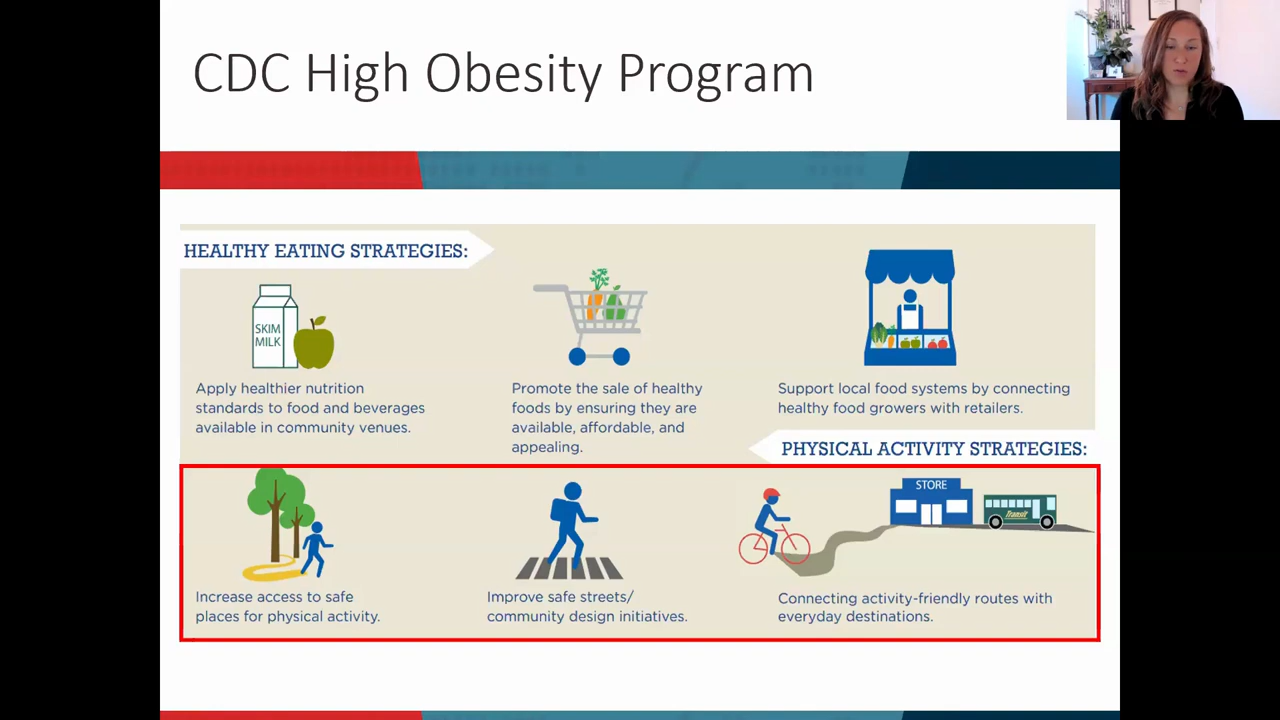 CDC High Obesity Program
HEALTHY EATING STRATEGIES:
SKIM
MILK
Apply healthier nutrition
standards to food and beverages
available in community venues.
Promote the sale of healthy
foods by ensuring they are
available, affordable, and
appealing.
Support local food systems by connecting
healthy food growers with retailers.
PHYSICAL ACTIVITY STRATEGIES:
Increase access to safe
places for physical activity.
Improve safe streets/
community design initiatives.
STORE
Transit
Connecting activity-friendly routes with
everyday destinations.